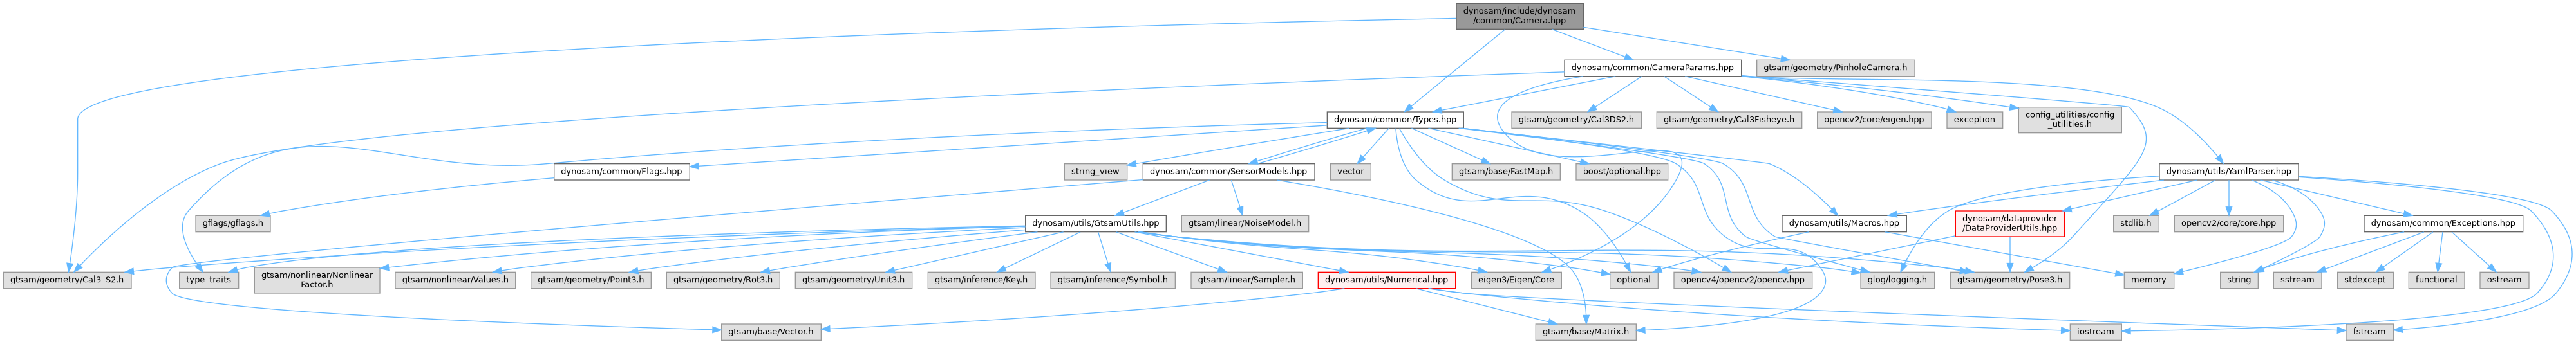 dynosam/include/dynosam
/common/Camera.hpp
dynosam/common/CameraParams.hpp
gtsam/geometry/PinholeCamera.h
dynosam/common/Types.hpp
gtsam/geometry/Cal3DS2.h
gtsam/geometry/Cal3Fisheye.h
opencv2/core/eigen.hpp
exception
config_utilities/config
_utilities.h
dynosam/common/Flags.hpp
string_view
dynosam/common/SensorModels.hpp
vector
gtsam/base/FastMap.h
boost/optional.hpp
dynosam/utils/YamlParser.hpp
gflags/gflags.h
dynosam/utils/GtsamUtils.hpp
gtsam/linear/NoiseModel.h
dynosam/utils/Macros.hpp
dynosam/dataprovider
/DataProviderUtils.hpp
stdlib.h
opencv2/core/core.hpp
dynosam/common/Exceptions.hpp
gtsam/geometry/Cal3_S2.h
type_traits
gtsam/nonlinear/Nonlinear
Factor.h
gtsam/nonlinear/Values.h
gtsam/geometry/Point3.h
gtsam/geometry/Rot3.h
gtsam/geometry/Unit3.h
gtsam/inference/Key.h
gtsam/inference/Symbol.h
gtsam/linear/Sampler.h
dynosam/utils/Numerical.hpp
eigen3/Eigen/Core
optional
opencv4/opencv2/opencv.hpp
glog/logging.h
gtsam/geometry/Pose3.h
memory
string
sstream
stdexcept
functional
ostream
gtsam/base/Vector.h
gtsam/base/Matrix.h
iostream
fstream